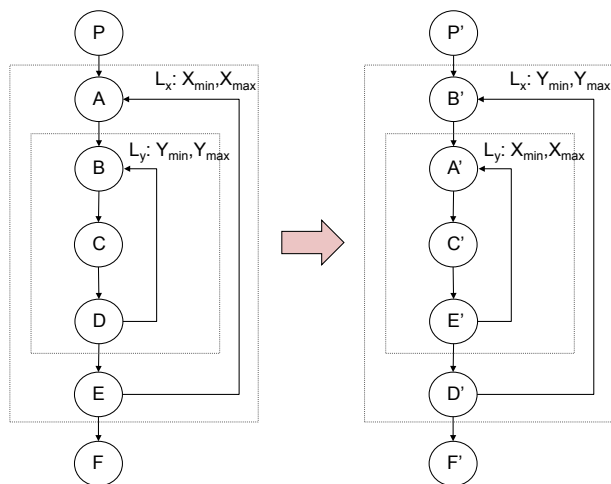 P
Lx: Xmin,Xmax
A
Ly: Ymin,Ymax
B
C
D
E
F
P'
Lx: Ymin,Ymax
B'
Ly: Xmin,Xmax
A'
C'
E'
D'
F'